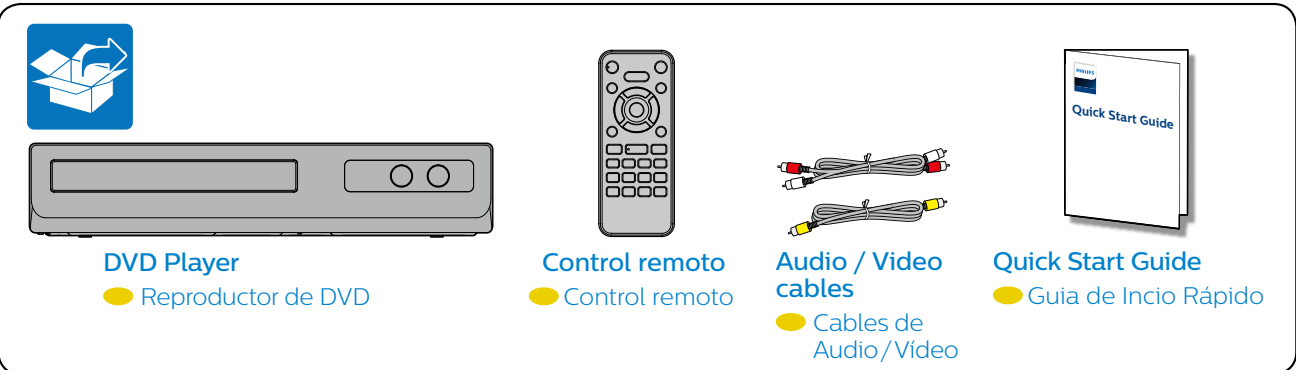 PHILIPS
Quick Start Guide
DVD Player
Reproductor de DVD
Control remoto
Control remoto
Audio / Video
cables
Cables de
Audio / Vídeo
Quick Start Guide
Guia de Incio Rápido